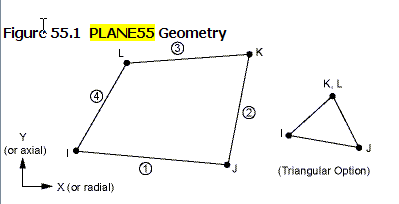 Figure 55.1 PLANE55 Geometry
L
3
K
K, L
4
2
Y
(or axial)
I
I
J
1
J
(Triangular Option)
X (or radial)